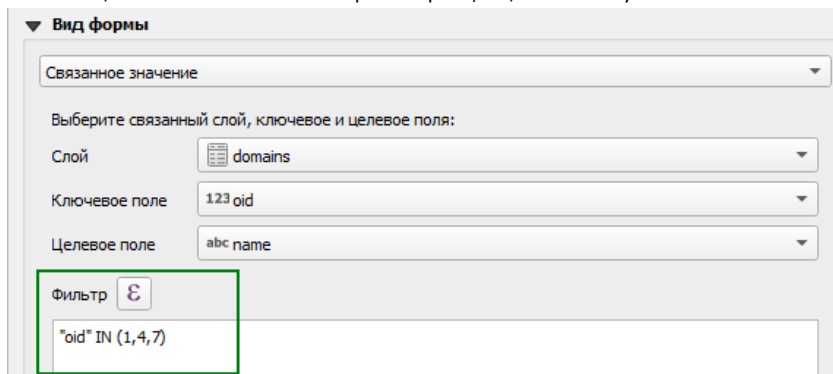 Вид формы
Связанное значение
Выберите связанный слой, ключевое и целевое поля:
Слой domains
Ключевое поле 123 oid
Целевое поле abc name
Фильтр ε
"oid" IN (1,4,7)